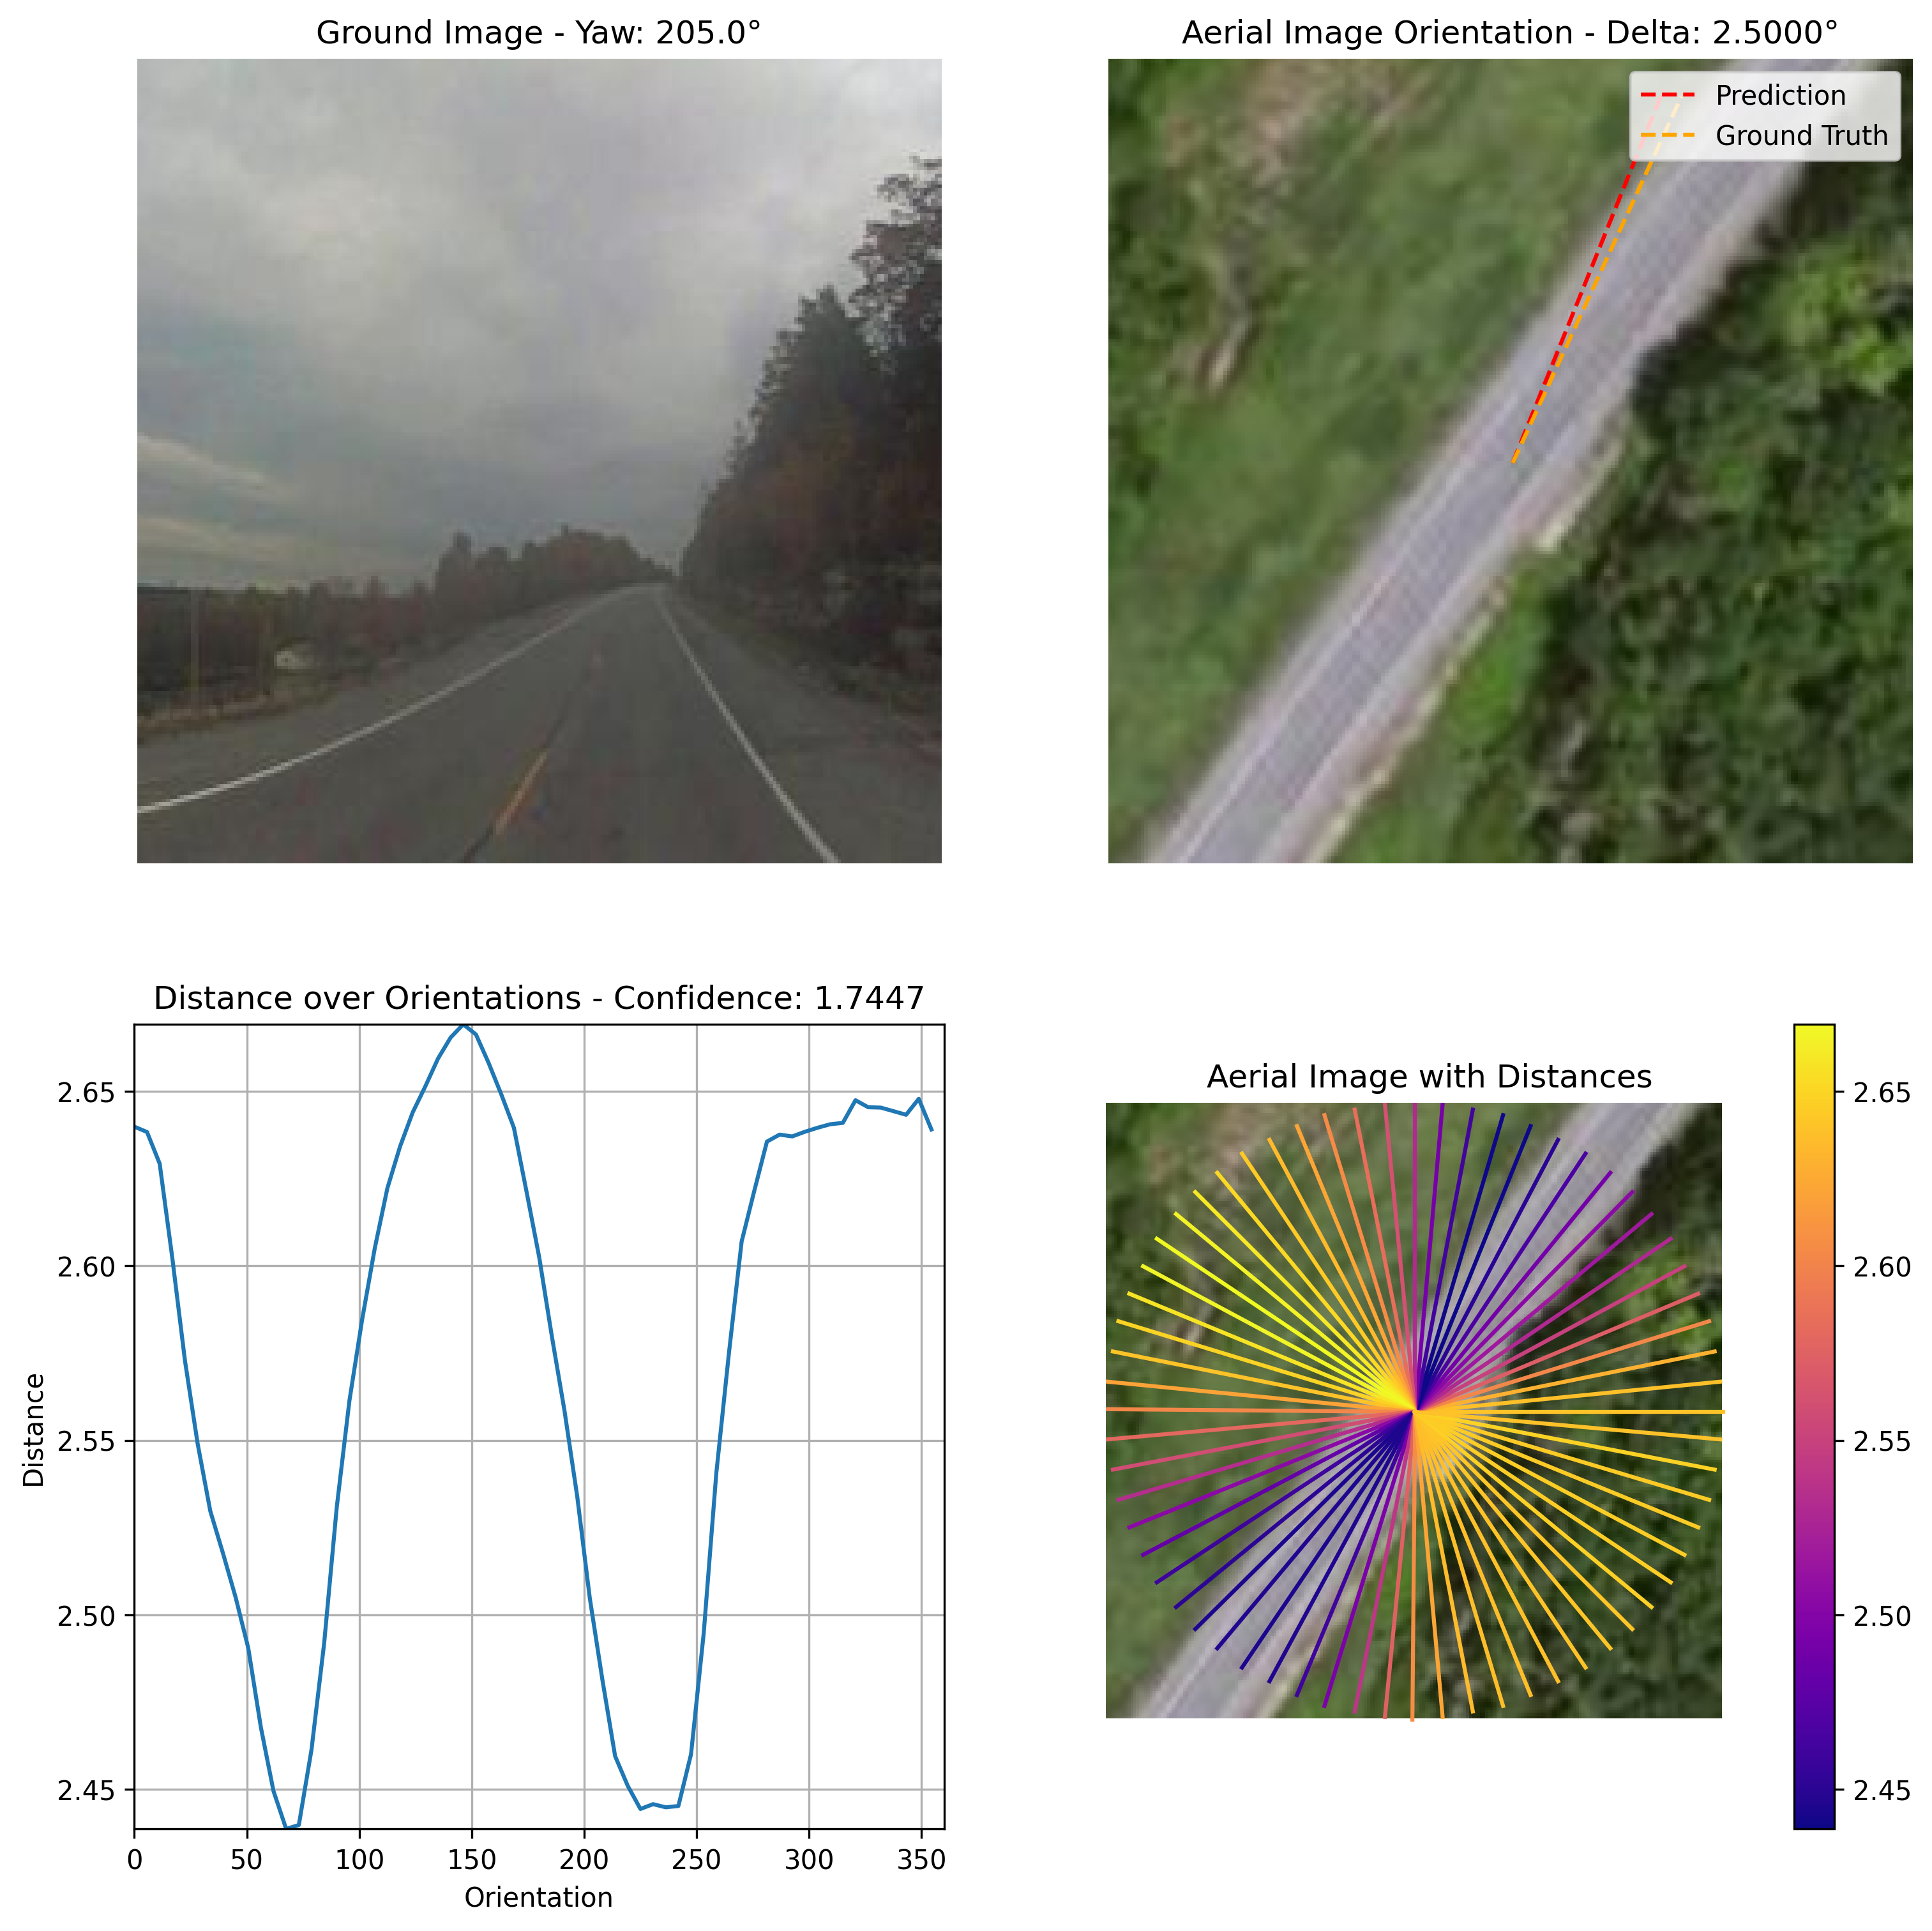 Ground Image - Yaw: 205.0°
Aerial Image Orientation - Delta: 2.5000°
Prediction
Ground Truth
Distance over Orientations - Confidence: 1.7447
Distance
2.65
2.60
2.55
2.50
2.45
0 50 100 150 200 250 300 350
Orientation
Aerial Image with Distances
2.65
2.60
2.55
2.50
2.45